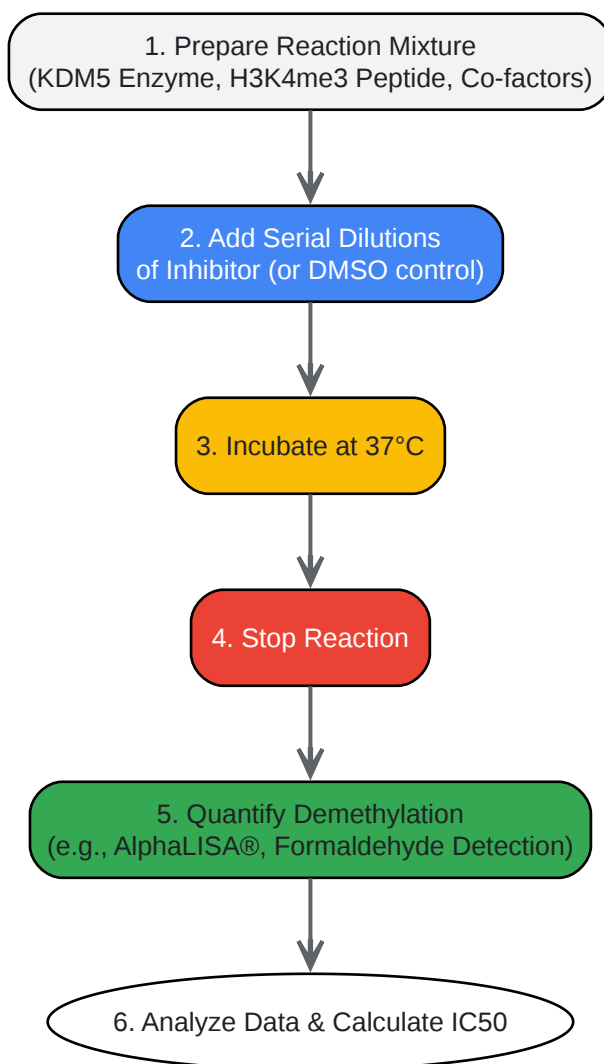 1. Prepare Reaction Mixture
(KDM5 Enzyme, H3K4me3 Peptide, Co-factors)
2. Add Serial Dilutions
of Inhibitor (or DMSO control)
3. Incubate at 37°C
4. Stop Reaction
5. Quantify Demethylation
(e.g., AlphaLISA®, Formaldehyde Detection)
6. Analyze Data & Calculate IC50